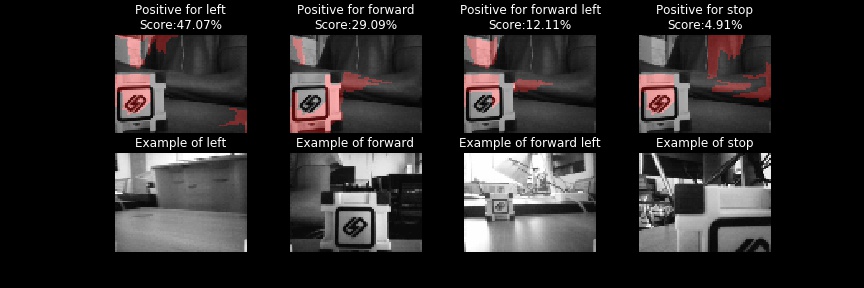 Positive for left
Score:47.07%
Positive for forward
Score:29.09%
Positive for forward left
Score:12.11%
Positive for stop
Score:4.91%
Example of left
Example of forward
Example of forward left
Example of stop